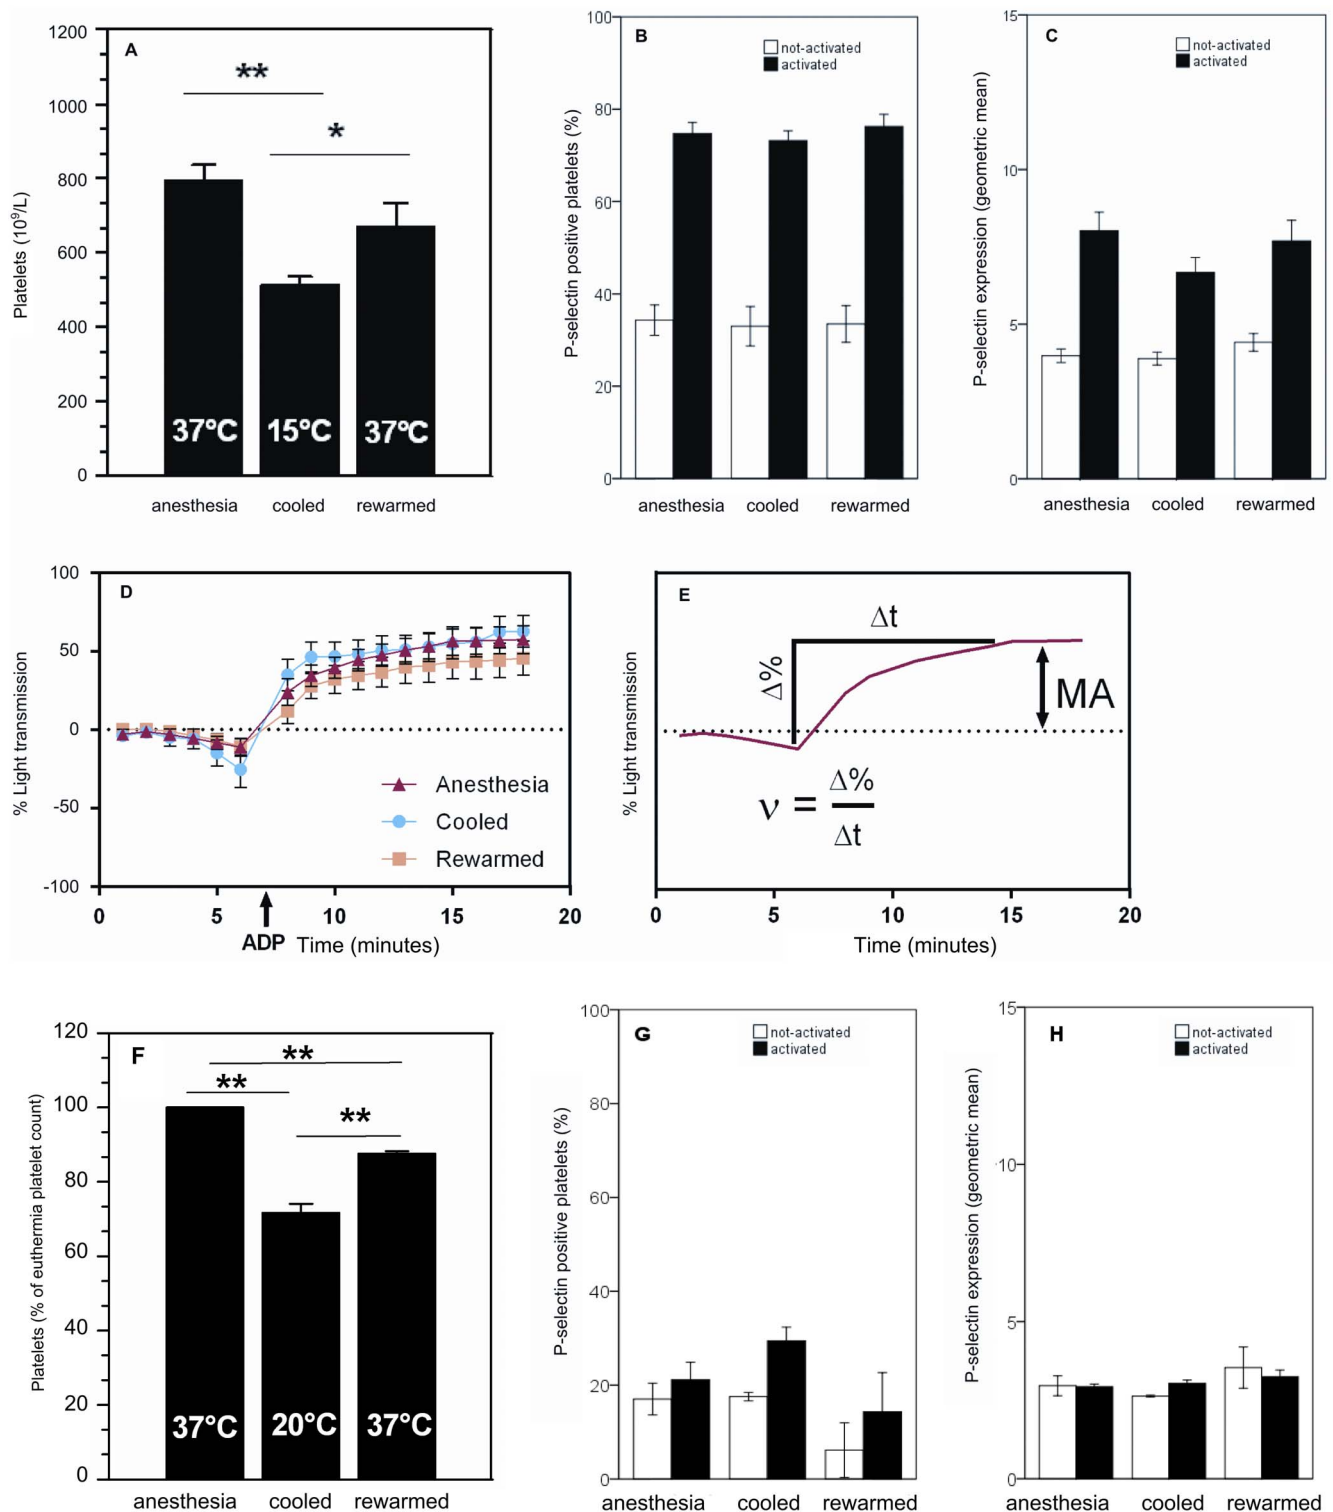 A
1200
1000
800
600
400
200
0
Platelets (10⁹/L)
**
*
37°C
15°C
37°C
anesthesia
cooled
rewarmed
B
100
80
60
40
20
0
P-selectin positive platelets (%)
not-activated
activated
anesthesia
cooled
rewarmed
C
15
10
5
0
P-selectin expression (geometric mean)
not-activated
activated
anesthesia
cooled
rewarmed
D
100
50
0
-50
-100
% Light transmission
Anesthesia
Cooled
Rewarmed
0
5
10
15
20
ADP
Time (minutes)
E
% Light transmission
Δt
Δ%
MA
ν = Δ%
Δt
0
5
10
15
20
Time (minutes)
F
120
100
80
60
40
20
0
Platelets (% of euthermia platelet count)
**
**
**
37°C
20°C
37°C
anesthesia
cooled
rewarmed
G
100
80
60
40
20
0
P-selectin positive platelets (%)
not-activated
activated
anesthesia
cooled
rewarmed
H
15
10
5
0
P-selectin expression (geometric mean)
not-activated
activated
anesthesia
cooled
rewarmed